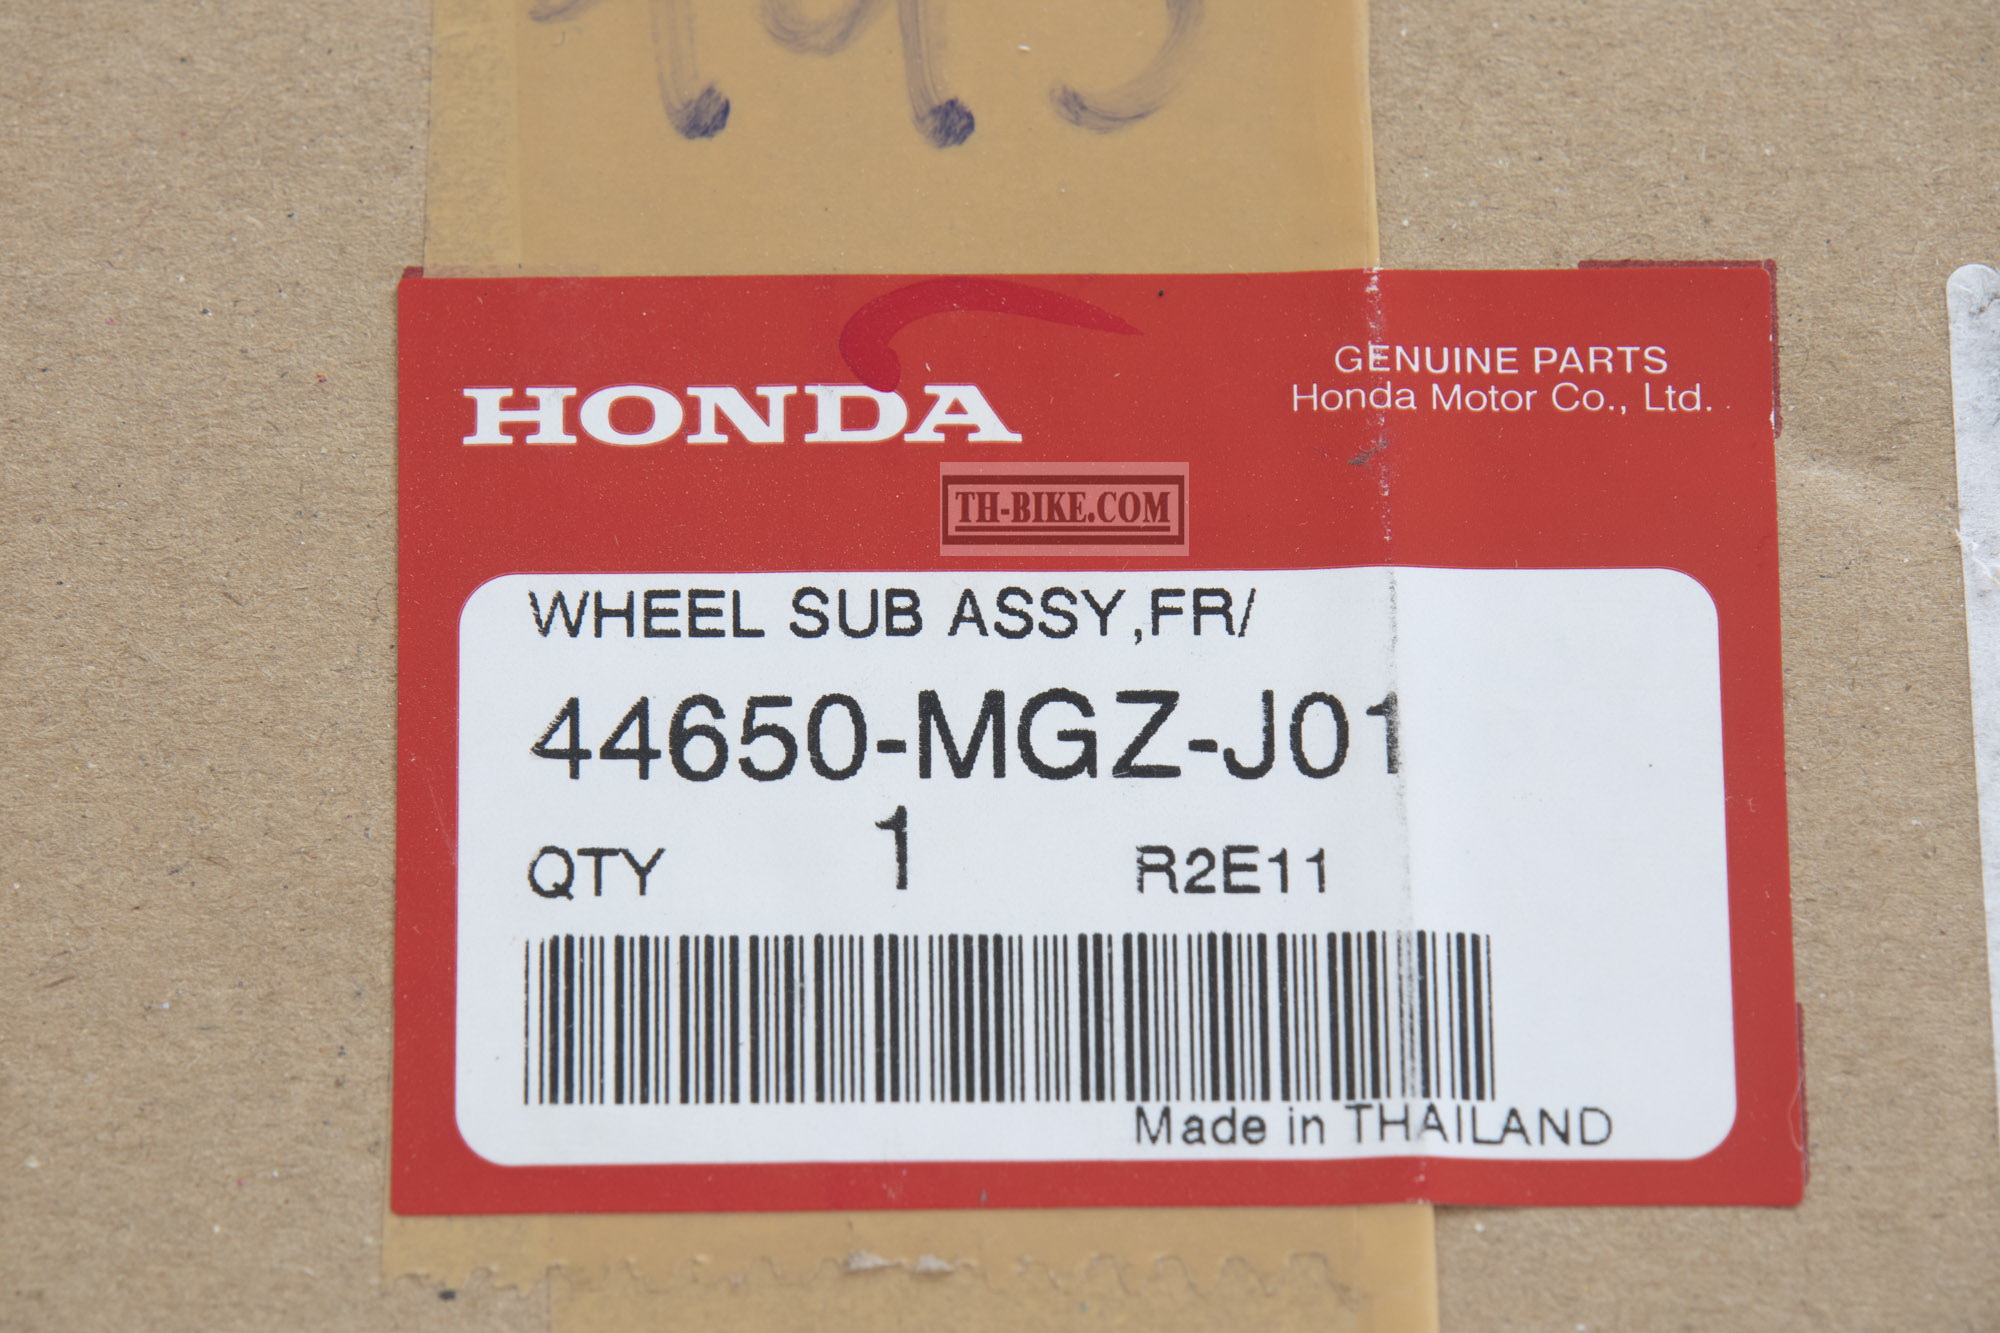 HONDA
GENUINE PARTS
Honda Motor Co., Ltd.
TH-BIKE.COM
WHEEL SUB ASSY,FR/
44650-MGZ-J01
QTY 1 R2E11
Made in THAILAND